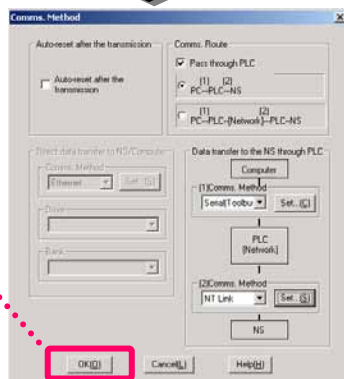 Comms. Method
Auto-reset after the transmission
Auto-reset after the
transmission
Comms. Route
Pass through PLC
[1] [2]
PC--PLC--NS
[1] [2]
PC--PLC-(Network)--PLC-NS
Direct data transfer to NS/Computer
Comms. Method
Ethernet
Set...(S)
Drive
Bank
Data transfer to the NS through PLC
Computer
[1]Comms. Method
Serial(Toolbu
Set...(C)
PLC
(Network)
[2]Comms. Method
NT Link
Set...(S)
NS
OK(O)
Cancel(L)
Help(H)